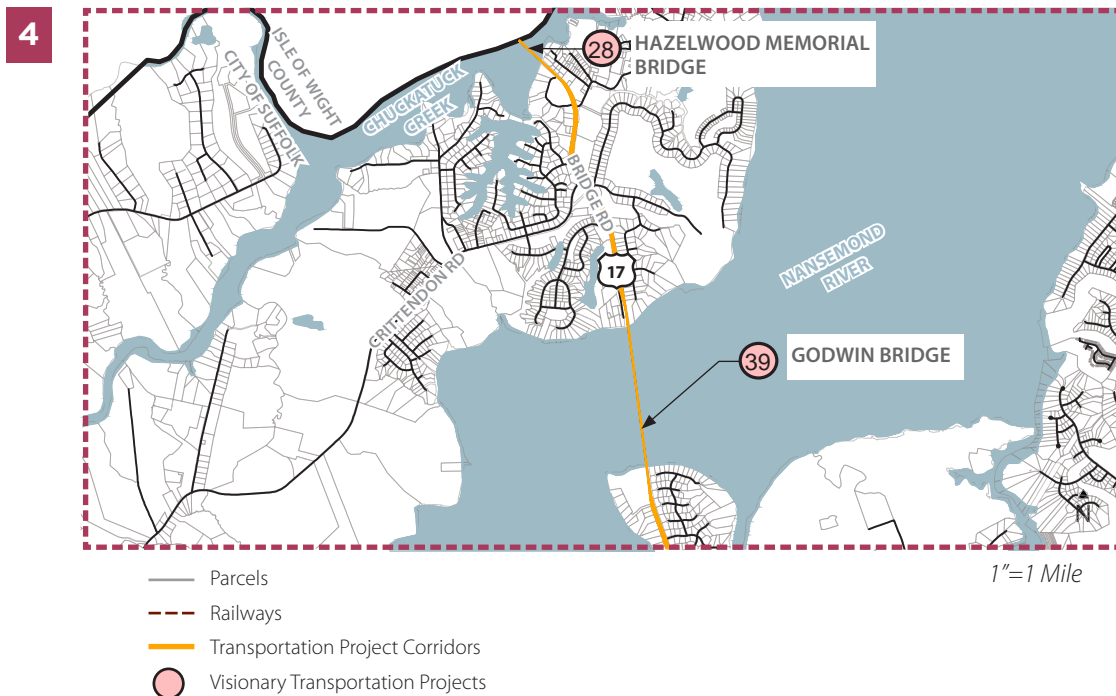 4
ISLE OF WIGHT
COUNTY
CITY OF SUFFOLK
CHUCKATUCK
CREEK
28
HAZELWOOD MEMORIAL
BRIDGE
BRIDGE RD
17
CRITTENDON RD
NANSEMOND
RIVER
39
GODWIN BRIDGE
N
1"=1 Mile
Parcels
Railways
Transportation Project Corridors
Visionary Transportation Projects